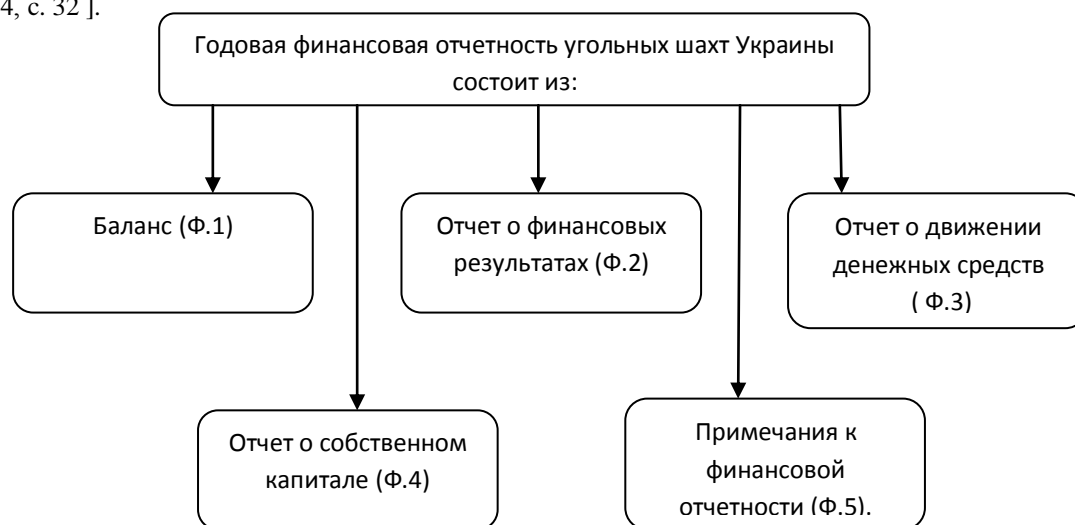 4, с. 32 ].
Годовая финансовая отчетность угольных шахт Украины
состоит из:
Баланс (Ф.1)
Отчет о финансовых
результатах (Ф.2)
Отчет о движении
денежных средств
( Ф.3)
Отчет о собственном
капитале (Ф.4)
Примечания к
финансовой
отчетности (Ф.5).